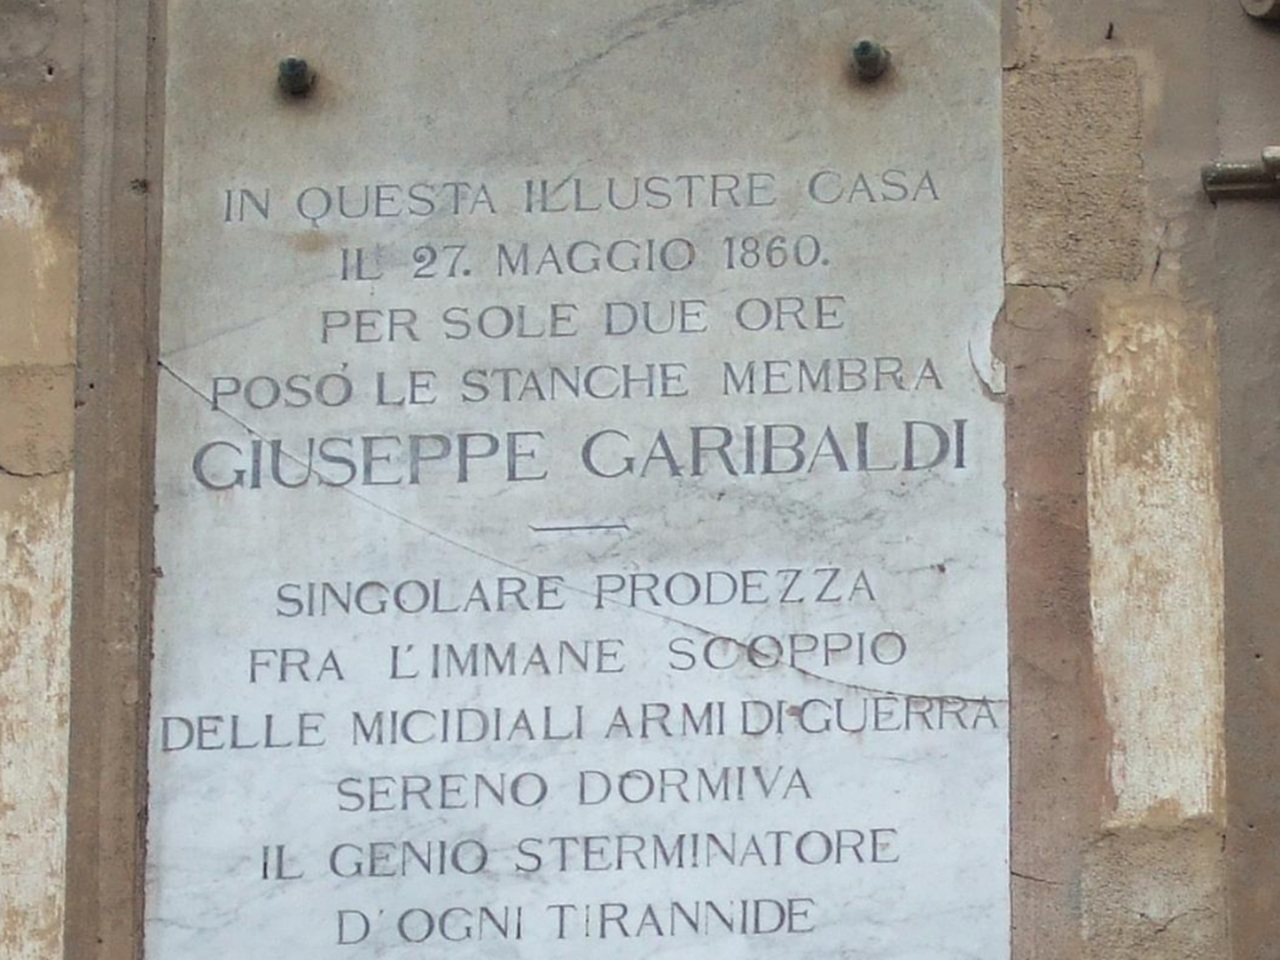 IN QUESTA ILLUSTRE CASA
IL 27. MAGGIO 1860.
PER SOLE DUE ORE
POSÓ LE STANCHE MEMBRA
GIUSEPPE GARIBALDI
SINGOLARE PRODEZZA
FRA L'IMMANE SCOPPIO
DELLE MICIDIALI ARMI DI GUERRA
SERENO DORMIVA
IL GENIO STERMINATORE
D'OGNI TIRANNIDE